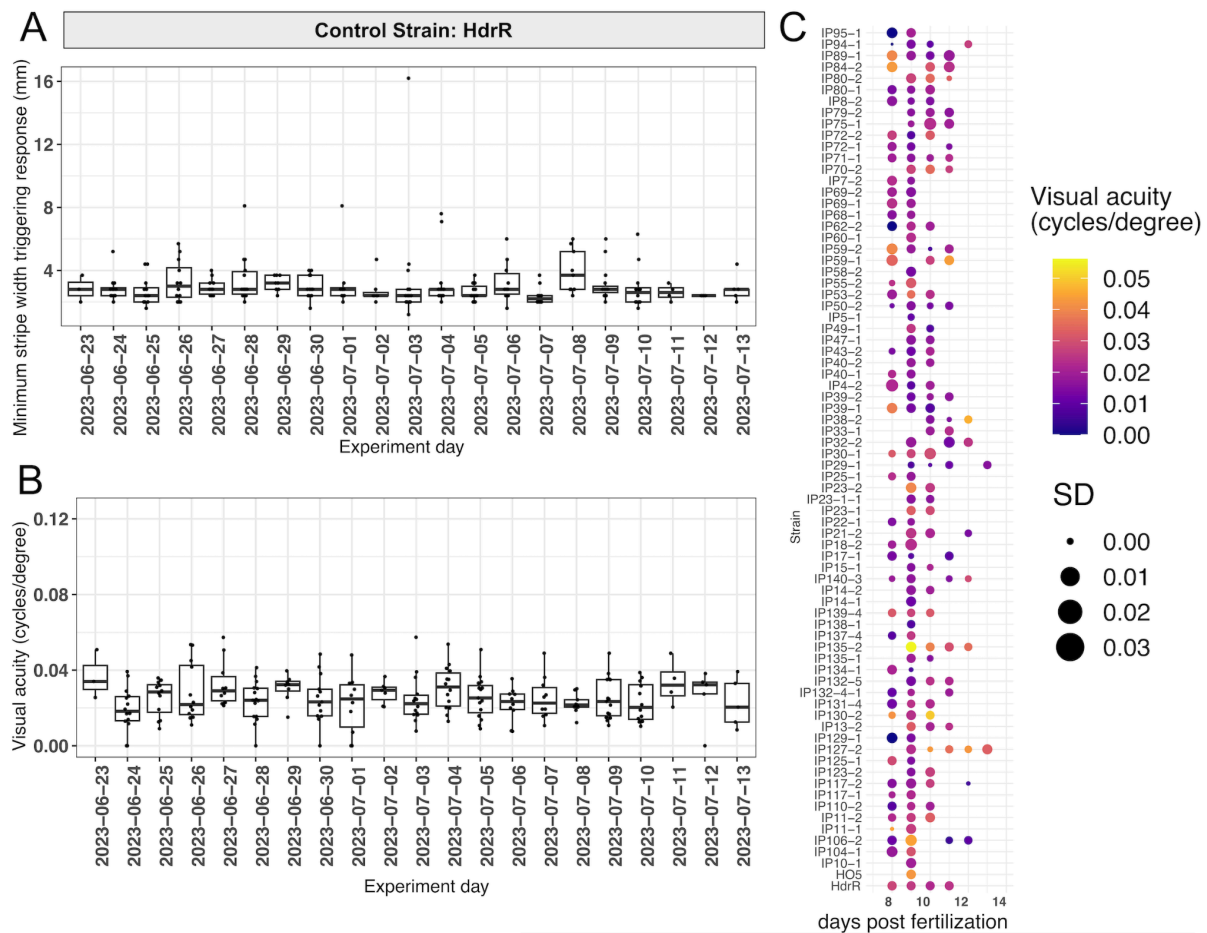 A
Control Strain: HdrR
Minimum stripe width triggering response (mm)
16
12
8
4
2023-06-23
2023-06-24
2023-06-25
2023-06-26
2023-06-27
2023-06-28
2023-06-29
2023-06-30
2023-07-01
2023-07-02
2023-07-03
2023-07-04
2023-07-05
2023-07-06
2023-07-07
2023-07-08
2023-07-09
2023-07-10
2023-07-11
2023-07-12
2023-07-13
Experiment day
B
Visual acuity (cycles/degree)
0.12
0.08
0.04
0.00
2023-06-23
2023-06-24
2023-06-25
2023-06-26
2023-06-27
2023-06-28
2023-06-29
2023-06-30
2023-07-01
2023-07-02
2023-07-03
2023-07-04
2023-07-05
2023-07-06
2023-07-07
2023-07-08
2023-07-09
2023-07-10
2023-07-11
2023-07-12
2023-07-13
Experiment day
C
Strain
IP95-1
IP94-1
IP89-1
IP84-2
IP80-2
IP80-1
IP8-2
IP79-2
IP75-1
IP72-2
IP72-1
IP71-1
IP70-2
IP7-2
IP69-2
IP69-1
IP68-1
IP62-2
IP60-1
IP59-2
IP59-1
IP58-2
IP55-2
IP53-2
IP50-2
IP5-1
IP49-1
IP47-1
IP43-2
IP40-2
IP40-1
IP4-2
IP39-2
IP39-1
IP38-2
IP33-1
IP32-2
IP30-1
IP29-1
IP25-1
IP23-2
IP23-1-1
IP23-1
IP22-1
IP21-2
IP18-2
IP17-1
IP15-1
IP140-3
IP14-2
IP14-1
IP139-4
IP138-1
IP137-4
IP135-2
IP135-1
IP134-1
IP132-5
IP132-4-1
IP131-4
IP130-2
IP13-2
IP129-1
IP127-2
IP125-1
IP123-2
IP117-2
IP117-1
IP110-2
IP11-2
IP11-1
IP106-2
IP104-1
IP10-1
HO5
HdrR
8
10
12
14
days post fertilization
Visual acuity
(cycles/degree)
0.05
0.04
0.03
0.02
0.01
0.00
SD
0.00
0.01
0.02
0.03